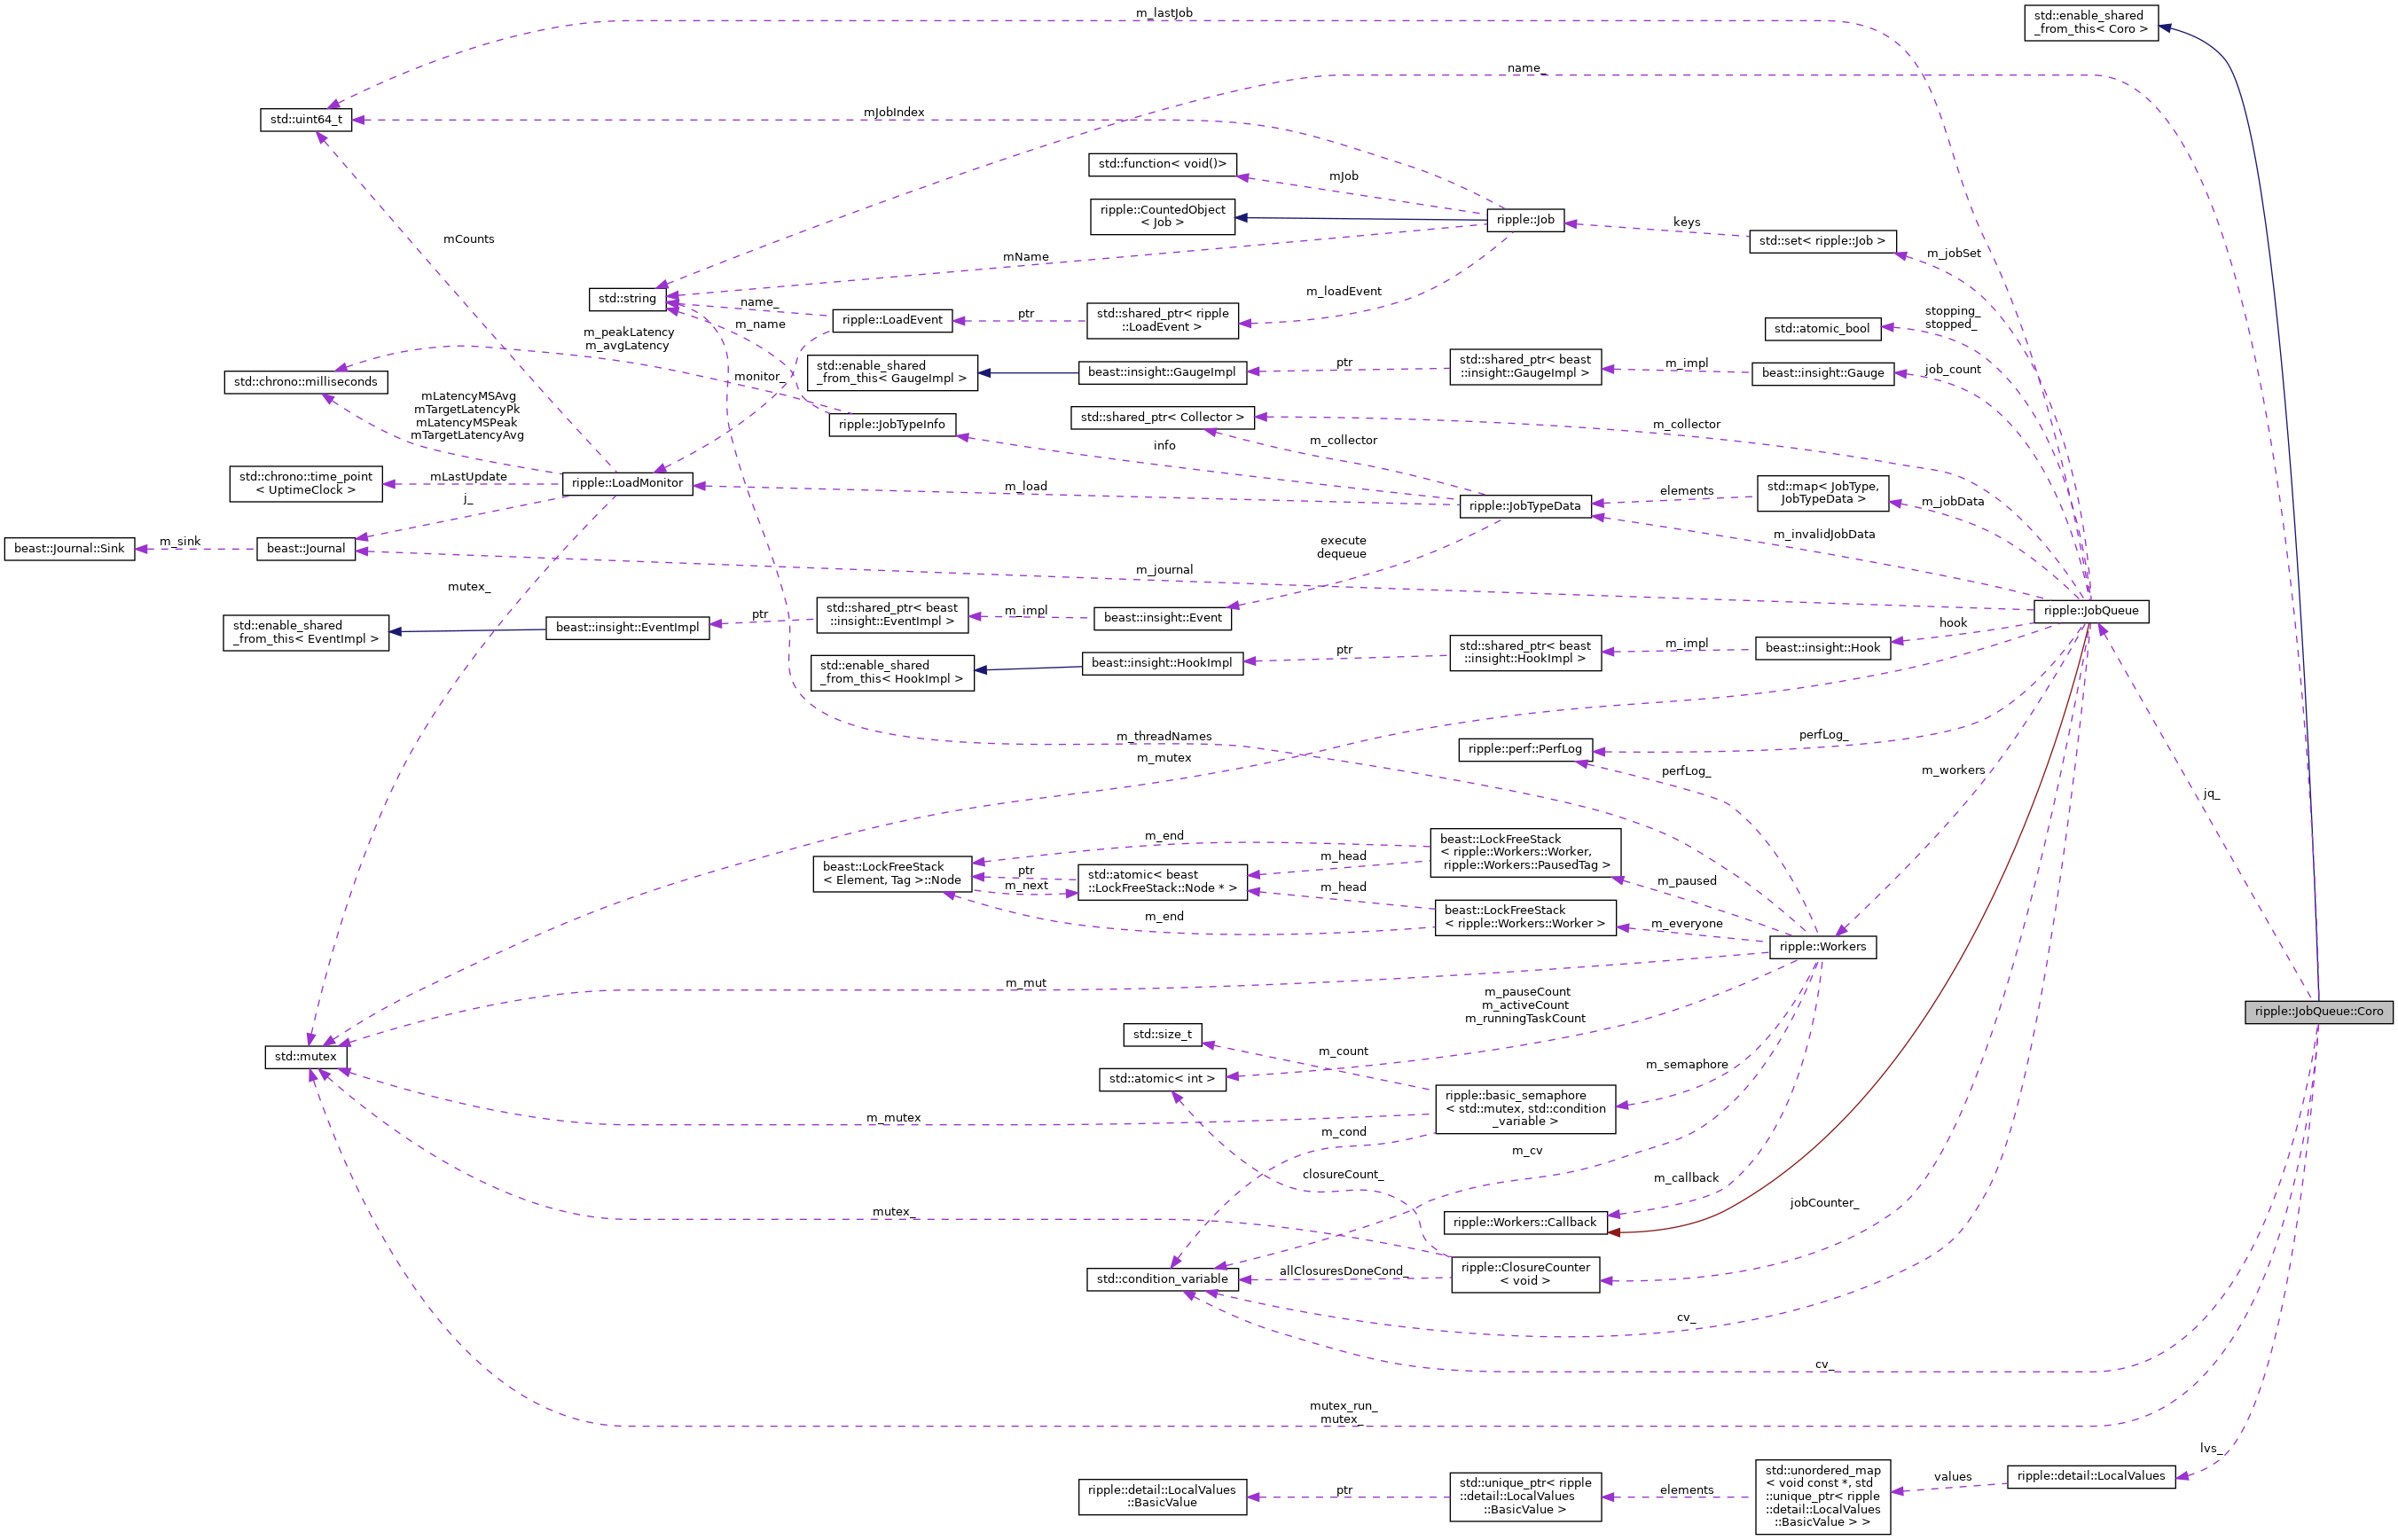 m_lastJob
std::enable_shared
_from_this< Coro >
name_
std::uint64_t
mJobIndex
std::function< void()>
mJob
ripple::CountedObject
< Job >
ripple::Job
keys
std::set< ripple::Job >
mCounts
mName
m_jobSet
std::string
name_
ripple::LoadEvent
ptr
std::shared_ptr< ripple
::LoadEvent >
m_loadEvent
stopping_
stopped_
std::atomic_bool
m_peakLatency
m_avgLatency
m_name
std::chrono::milliseconds
monitor_
std::enable_shared
_from_this< GaugeImpl >
beast::insight::GaugeImpl
ptr
std::shared_ptr< beast
::insight::GaugeImpl >
m_impl
beast::insight::Gauge
job_count
mLatencyMSAvg
mTargetLatencyPk
mLatencyMSPeak
mTargetLatencyAvg
ripple::JobTypeInfo
std::shared_ptr< Collector >
m_collector
m_collector
info
std::chrono::time_point
< UptimeClock >
mLastUpdate
ripple::LoadMonitor
m_load
j_
ripple::JobTypeData
elements
std::map< JobType,
JobTypeData >
m_jobData
m_invalidJobData
beast::Journal::Sink
m_sink
beast::Journal
execute
dequeue
m_journal
mutex_
std::enable_shared
_from_this< EventImpl >
beast::insight::EventImpl
ptr
std::shared_ptr< beast
::insight::EventImpl >
m_impl
beast::insight::Event
ripple::JobQueue
hook
std::enable_shared
_from_this< HookImpl >
beast::insight::HookImpl
ptr
std::shared_ptr< beast
::insight::HookImpl >
m_impl
beast::insight::Hook
m_threadNames
m_mutex
ripple::perf::PerfLog
perfLog_
perfLog_
m_workers
jq_
beast::LockFreeStack
< Element, Tag >::Node
m_end
ptr
m_next
std::atomic< beast
::LockFreeStack::Node * >
m_head
m_head
beast::LockFreeStack
< ripple::Workers::Worker,
ripple::Workers::PausedTag >
m_paused
m_end
beast::LockFreeStack
< ripple::Workers::Worker >
m_everyone
ripple::Workers
m_mut
m_pauseCount
m_activeCount
m_runningTaskCount
ripple::JobQueue::Coro
std::mutex
std::size_t
m_count
std::atomic< int >
m_semaphore
ripple::basic_semaphore
< std::mutex, std::condition
_variable >
m_mutex
m_cond
m_cv
closureCount_
m_callback
jobCounter_
mutex_
ripple::Workers::Callback
std::condition_variable
allClosuresDoneCond_
ripple::ClosureCounter
< void >
cv_
cv_
mutex_run_
mutex_
lvs_
ripple::detail::LocalValues
::BasicValue
ptr
std::unique_ptr< ripple
::detail::LocalValues
::BasicValue >
elements
std::unordered_map
< void const *, std
::unique_ptr< ripple
::detail::LocalValues
::BasicValue > >
values
ripple::detail::LocalValues